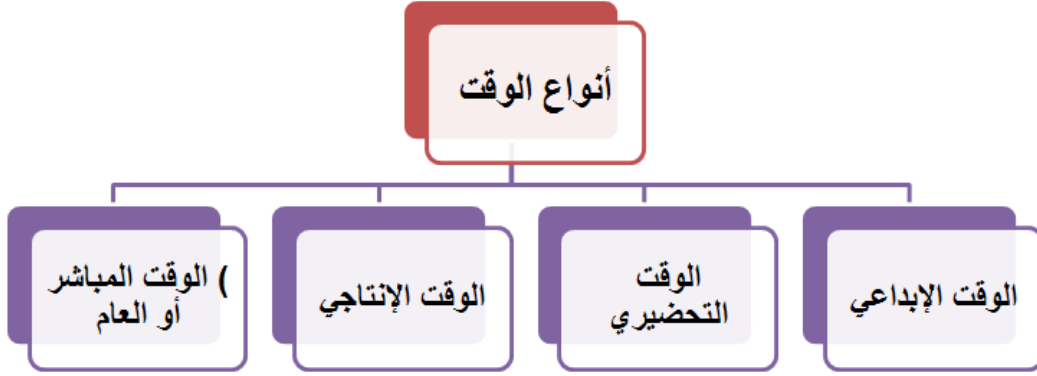 أنواع الوقت
الوقت الإبداعي
الوقت
التحضيري
الوقت الإنتاجي
) الوقت المباشر
أو العام